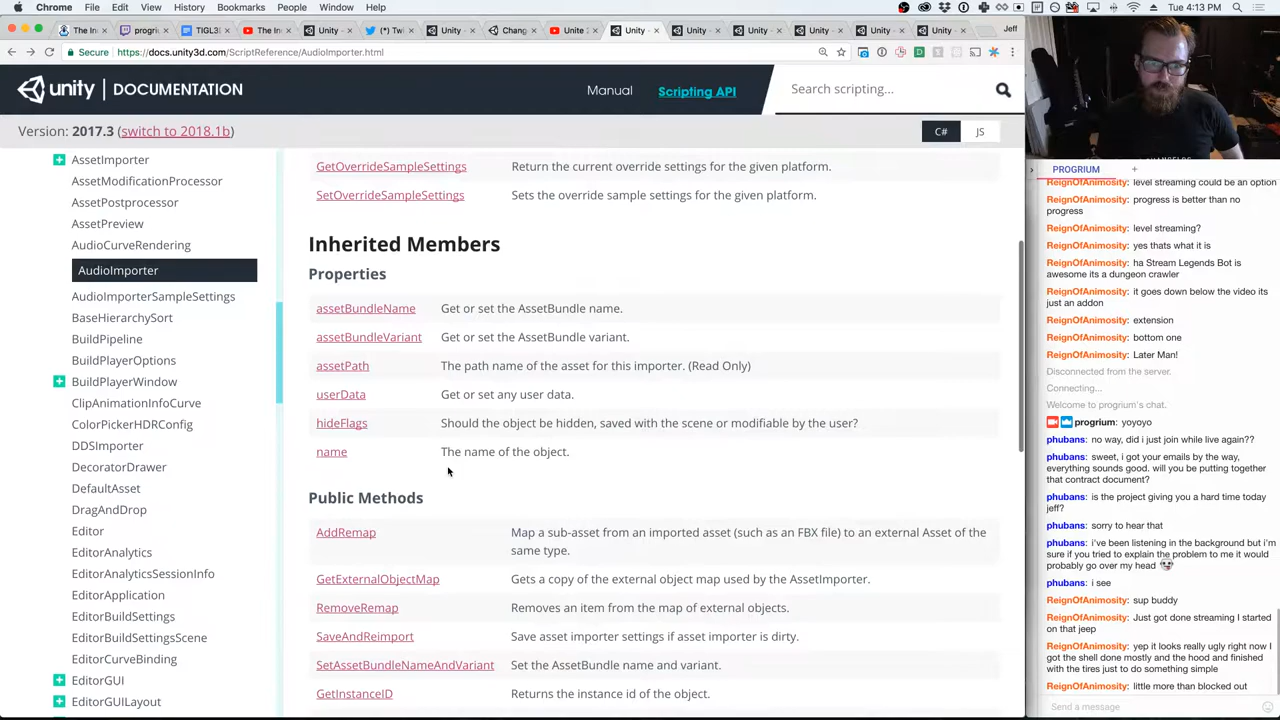 Chrome File Edit View History Bookmarks People Window Help
Tue 4:13 PM
The In
progri
TIGL3I
The In
Unity
(*) Tw
Unity
Chang
Unite
Unity
Unity
Unity
Unity
Unity
Unity
Jeff
Secure https://docs.unity3d.com/ScriptReference/AudioImporter.html
unity | DOCUMENTATION
Manual
Scripting API
Search scripting...
Version: 2017.3 (switch to 2018.1b)
C# JS
AssetImporter
AssetModificationProcessor
AssetPostprocessor
AssetPreview
AudioCurveRendering
AudioImporter
AudioImporterSampleSettings
BaseHierarchySort
BuildPipeline
BuildPlayerOptions
BuildPlayerWindow
ClipAnimationInfoCurve
ColorPickerHDRConfig
DDSImporter
DecoratorDrawer
DefaultAsset
DragAndDrop
Editor
EditorAnalytics
EditorAnalyticsSessionInfo
EditorApplication
EditorBuildSettings
EditorBuildSettingsScene
EditorCurveBinding
EditorGUI
EditorGUILayout
GetOverrideSampleSettings Return the current override settings for the given platform.
SetOverrideSampleSettings Sets the override sample settings for the given platform.
Inherited Members
Properties
assetBundleName Get or set the AssetBundle name.
assetBundleVariant Get or set the AssetBundle variant.
assetPath The path name of the asset for this importer. (Read Only)
userData Get or set any user data.
hideFlags Should the object be hidden, saved with the scene or modifiable by the user?
name The name of the object.
Public Methods
AddRemap Map a sub-asset from an imported asset (such as an FBX file) to an external Asset of the
same type.
GetExternalObjectMap Gets a copy of the external object map used by the AssetImporter.
RemoveRemap Removes an item from the map of external objects.
SaveAndReimport Save asset importer settings if asset importer is dirty.
SetAssetBundleNameAndVariant Set the AssetBundle name and variant.
GetInstanceID Returns the instance id of the object.
PROGRIUM
ReignOfAnimosity: level streaming could be an option
ReignOfAnimosity: progress is better than no
progress
ReignOfAnimosity: level streaming?
ReignOfAnimosity: yes thats what it is
ReignOfAnimosity: ha Stream Legends Bot is
awesome its a dungeon crawler
ReignOfAnimosity: it goes down below the video its
just an addon
ReignOfAnimosity: extension
ReignOfAnimosity: bottom one
ReignOfAnimosity: Later Man!
Disconnected from the server.
Connecting...
Welcome to progrium's chat.
progrium: yoyoyo
phubans: no way, did i just join while live again??
phubans: sweet, i got your emails by the way,
everything sounds good. will you be putting together
that contract document?
phubans: is the project giving you a hard time today
jeff?
phubans: sorry to hear that
phubans: i've been listening in the background but i'm
sure if you tried to explain the problem to me it would
probably go over my head
phubans: i see
ReignOfAnimosity: sup buddy
ReignOfAnimosity: Just got done streaming I started
on that jeep
ReignOfAnimosity: yep it looks really ugly right now I
got the shell done mostly and the hood and finished
with the tires just to do something simple
ReignOfAnimosity: little more than blocked out
Send a message